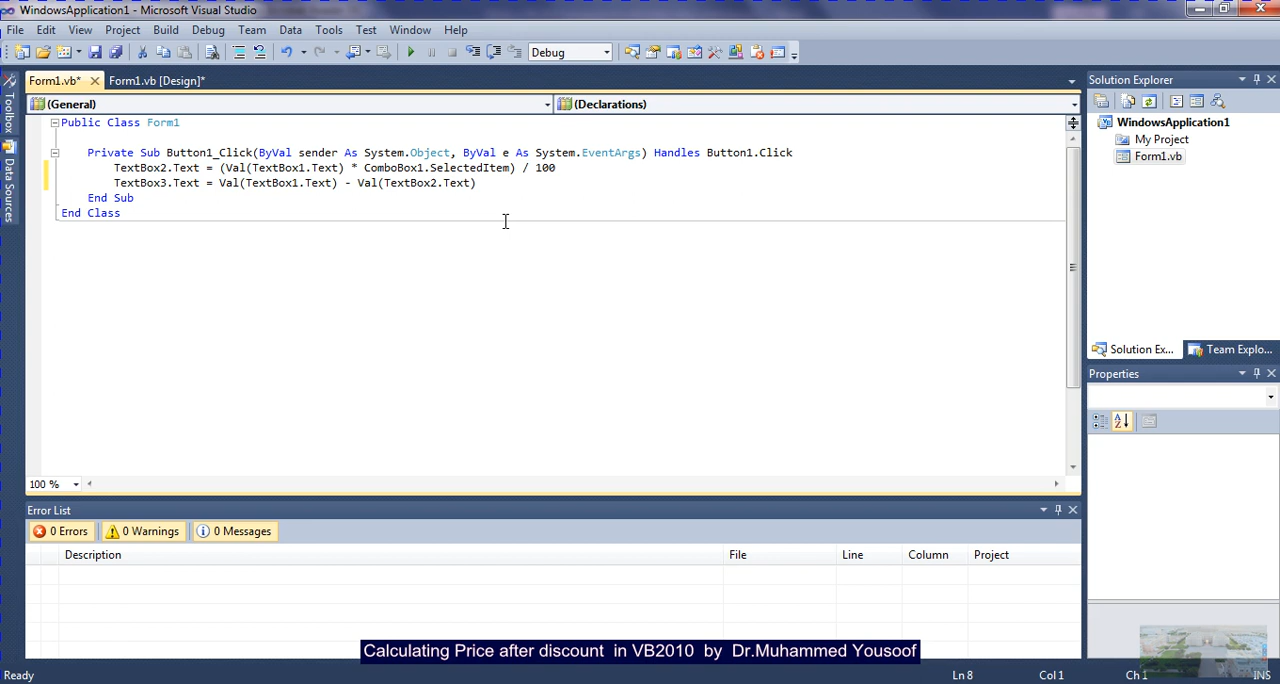 WindowsApplication1 - Microsoft Visual Studio
File Edit View Project Build Debug Team Data Tools Test Window Help
Debug
Form1.vb* Form1.vb [Design]*
Toolbox
Data Sources
(General) (Declarations)
Public Class Form1
Private Sub Button1_Click(ByVal sender As System.Object, ByVal e As System.EventArgs) Handles Button1.Click
TextBox2.Text = (Val(TextBox1.Text) * ComboBox1.SelectedItem) / 100
TextBox3.Text = Val(TextBox1.Text) - Val(TextBox2.Text)
End Sub
End Class
100 %
Solution Explorer
WindowsApplication1
My Project
Form1.vb
Solution Ex... Team Explo...
Properties
Error List
0 Errors 0 Warnings 0 Messages
Description File Line Column Project
Calculating Price after discount in VB2010 by Dr.Muhammed Yousoof
Ready Ln 8 Col 1 Ch 1 INS